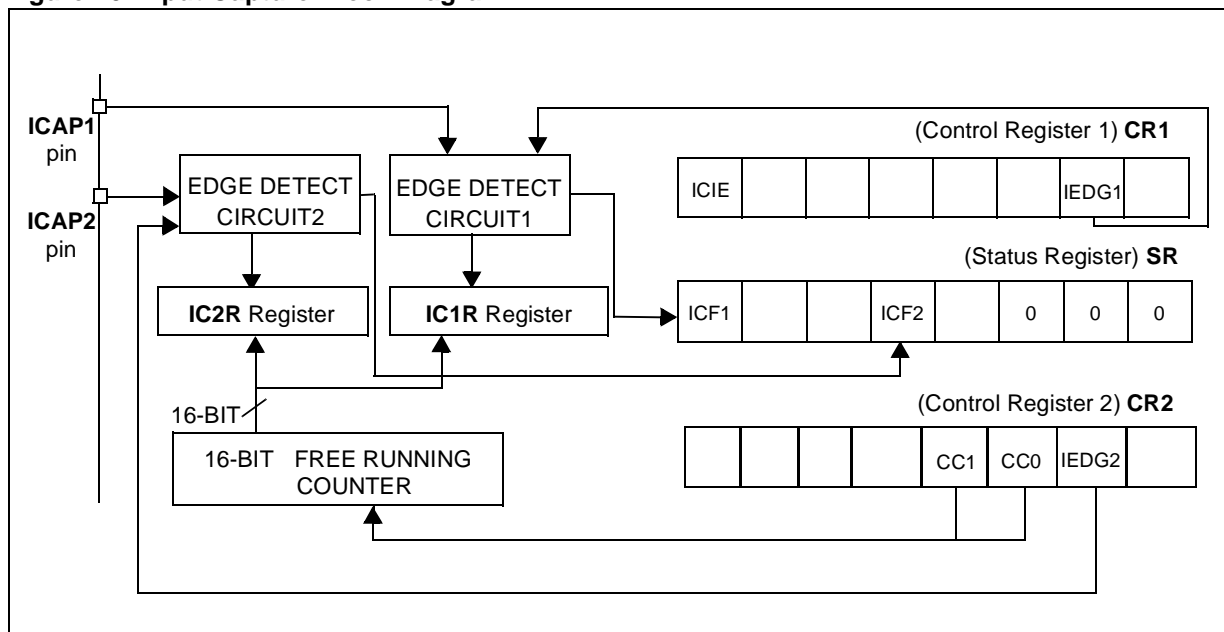 ICAP1
pin
ICAP2
pin
EDGE DETECT
CIRCUIT2
EDGE DETECT
CIRCUIT1
IC2R Register
IC1R Register
16-BIT
16-BIT FREE RUNNING
COUNTER
(Control Register 1) CR1
ICIE
IEDG1
(Status Register) SR
ICF1
ICF2
0
0
0
(Control Register 2) CR2
CC1
CC0
IEDG2